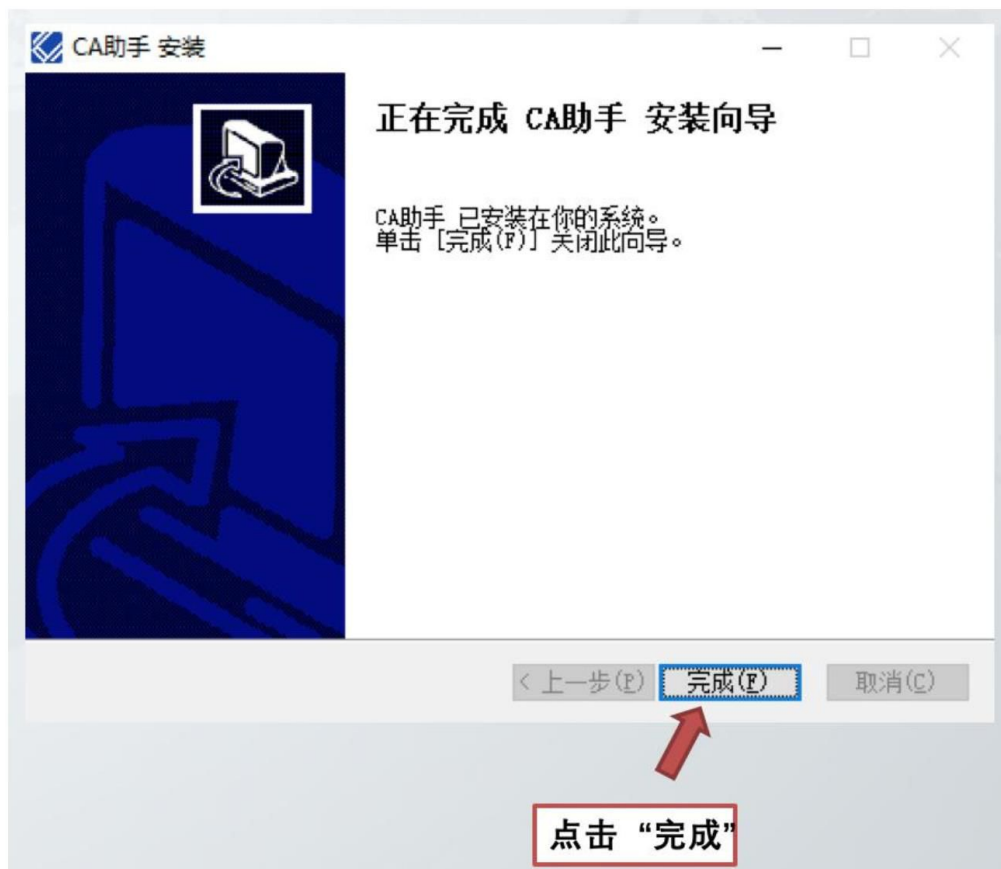 CA助手 安装
正在完成 CA助手 安装向导
CA助手 已安装在你的系统。
单击 [完成(F)] 关闭此向导。
< 上一步(P) 完成(F) 取消(C)
点击 “完成”